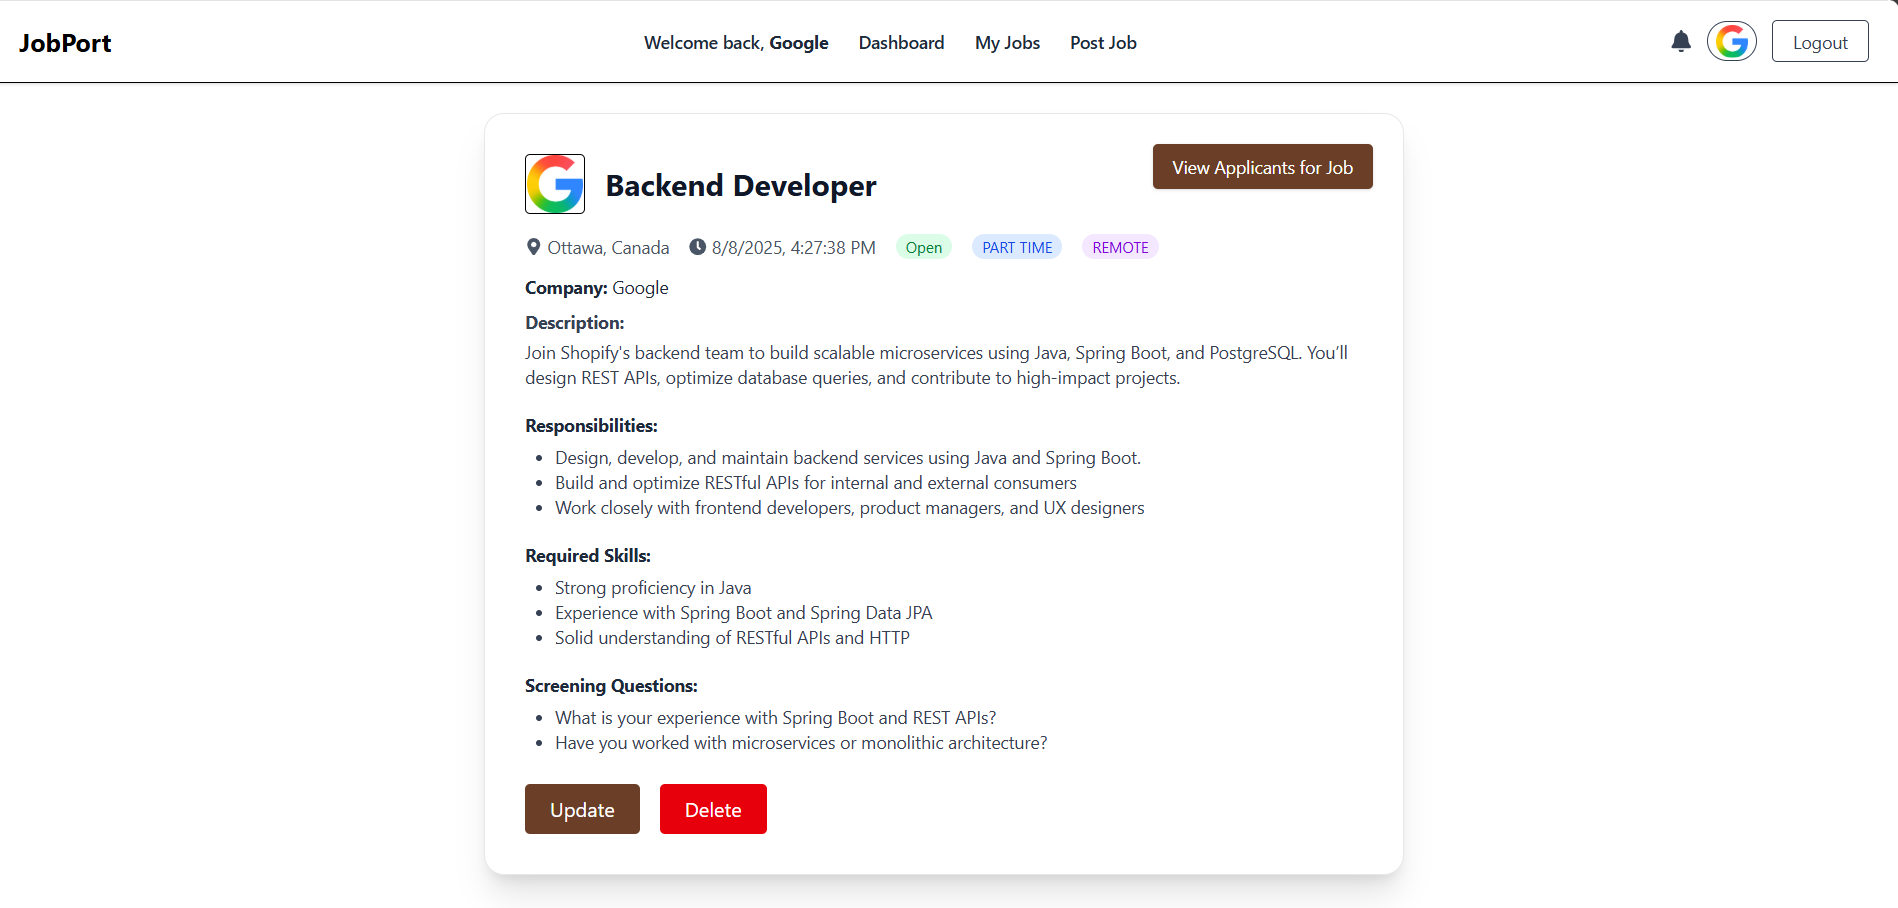 JobPort
Welcome back, Google
Dashboard
My Jobs
Post Job
Logout
Backend Developer
View Applicants for Job
Ottawa, Canada
8/8/2025, 4:27:38 PM
Open
PART TIME
REMOTE
Company: Google
Description:
Join Shopify's backend team to build scalable microservices using Java, Spring Boot, and PostgreSQL. You’ll
design REST APIs, optimize database queries, and contribute to high-impact projects.
Responsibilities:
• Design, develop, and maintain backend services using Java and Spring Boot.
• Build and optimize RESTful APIs for internal and external consumers
• Work closely with frontend developers, product managers, and UX designers
Required Skills:
• Strong proficiency in Java
• Experience with Spring Boot and Spring Data JPA
• Solid understanding of RESTful APIs and HTTP
Screening Questions:
• What is your experience with Spring Boot and REST APIs?
• Have you worked with microservices or monolithic architecture?
Update
Delete